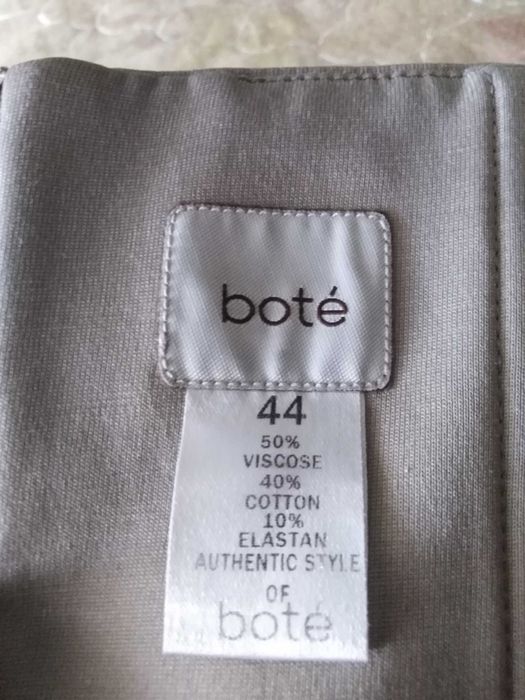 boté
44
50%
VISCOSE
40%
COTTON
10%
ELASTAN
AUTHENTIC STYLE
OF
boté